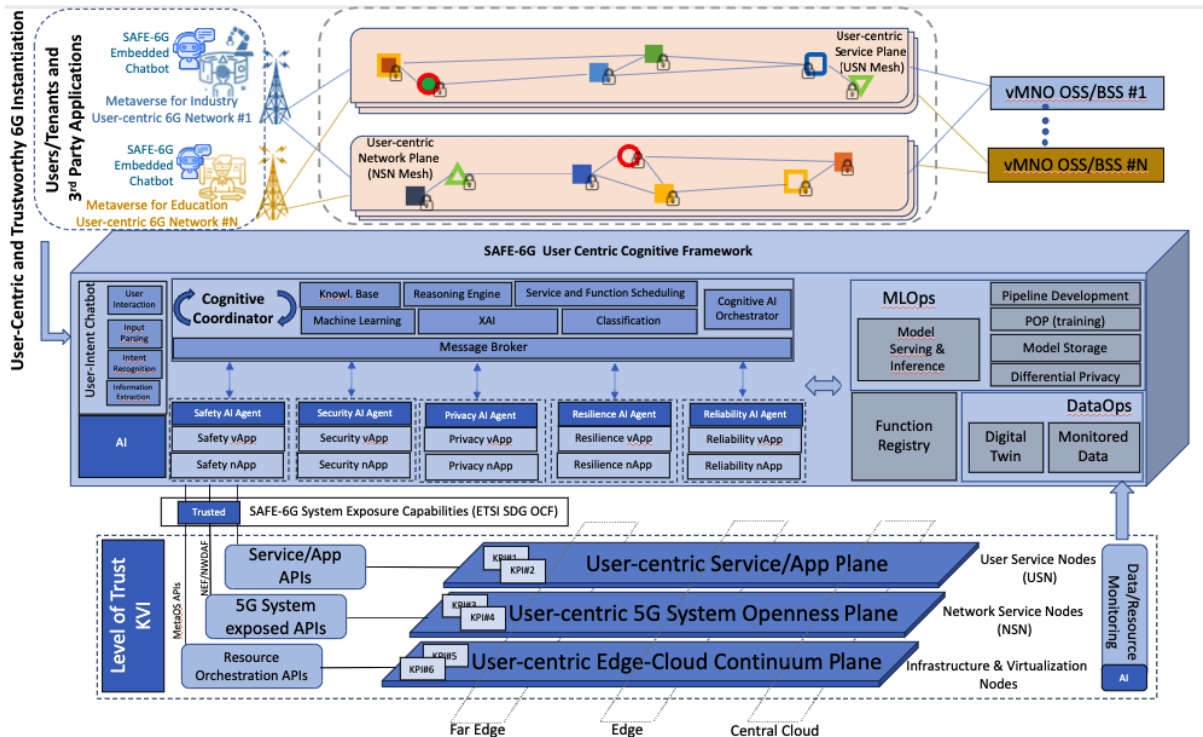 User-Centric and Trustworthy 6G Instantiation
Users/Tenants and
3rd Party Applications
SAFE-6G
Embedded
Chatbot
Metaverse for Industry
User-centric 6G Network #1
SAFE-6G
Embedded
Chatbot
Metaverse for Education
User-centric 6G Network #N
User-centric
Service Plane
(USN Mesh)
User-centric
Network Plane
(NSN Mesh)
vMNO OSS/BSS #1
vMNO OSS/BSS #N
SAFE-6G User Centric Cognitive Framework
User-Intent Chatbot
User
Interaction
Input
Parsing
Intent
Recognition
Information
Extraction
AI
Cognitive
Coordinator
Knowl. Base
Reasoning Engine
Service and Function Scheduling
Machine Learning
XAI
Classification
Cognitive AI
Orchestrator
Message Broker
Safety AI Agent
Safety vApp
Safety nApp
Security AI Agent
Security vApp
Security nApp
Privacy AI Agent
Privacy vApp
Privacy nApp
Resilience AI Agent
Resilience vApp
Resilience nApp
Reliability AI Agent
Reliability vApp
Reliability nApp
MLOps
Model
Serving &
Inference
Pipeline Development
POP (training)
Model Storage
Differential Privacy
Function
Registry
DataOps
Digital
Twin
Monitored
Data
Trusted
SAFE-6G System Exposure Capabilities (ETSI SDG OCF)
Level of Trust
KVI
MetaOS APIs
NEF/NWDAF
Service/App
APIs
5G System
exposed APIs
Resource
Orchestration APIs
KPI#1
KPI#2
User-centric Service/App Plane
KPI#3
KPI#4
User-centric 5G System Openness Plane
KPI#5
KPI#6
User-centric Edge-Cloud Continuum Plane
User Service Nodes
(USN)
Network Service Nodes
(NSN)
Infrastructure & Virtualization
Nodes
Data/Resource
Monitoring
AI
Far Edge
Edge
Central Cloud